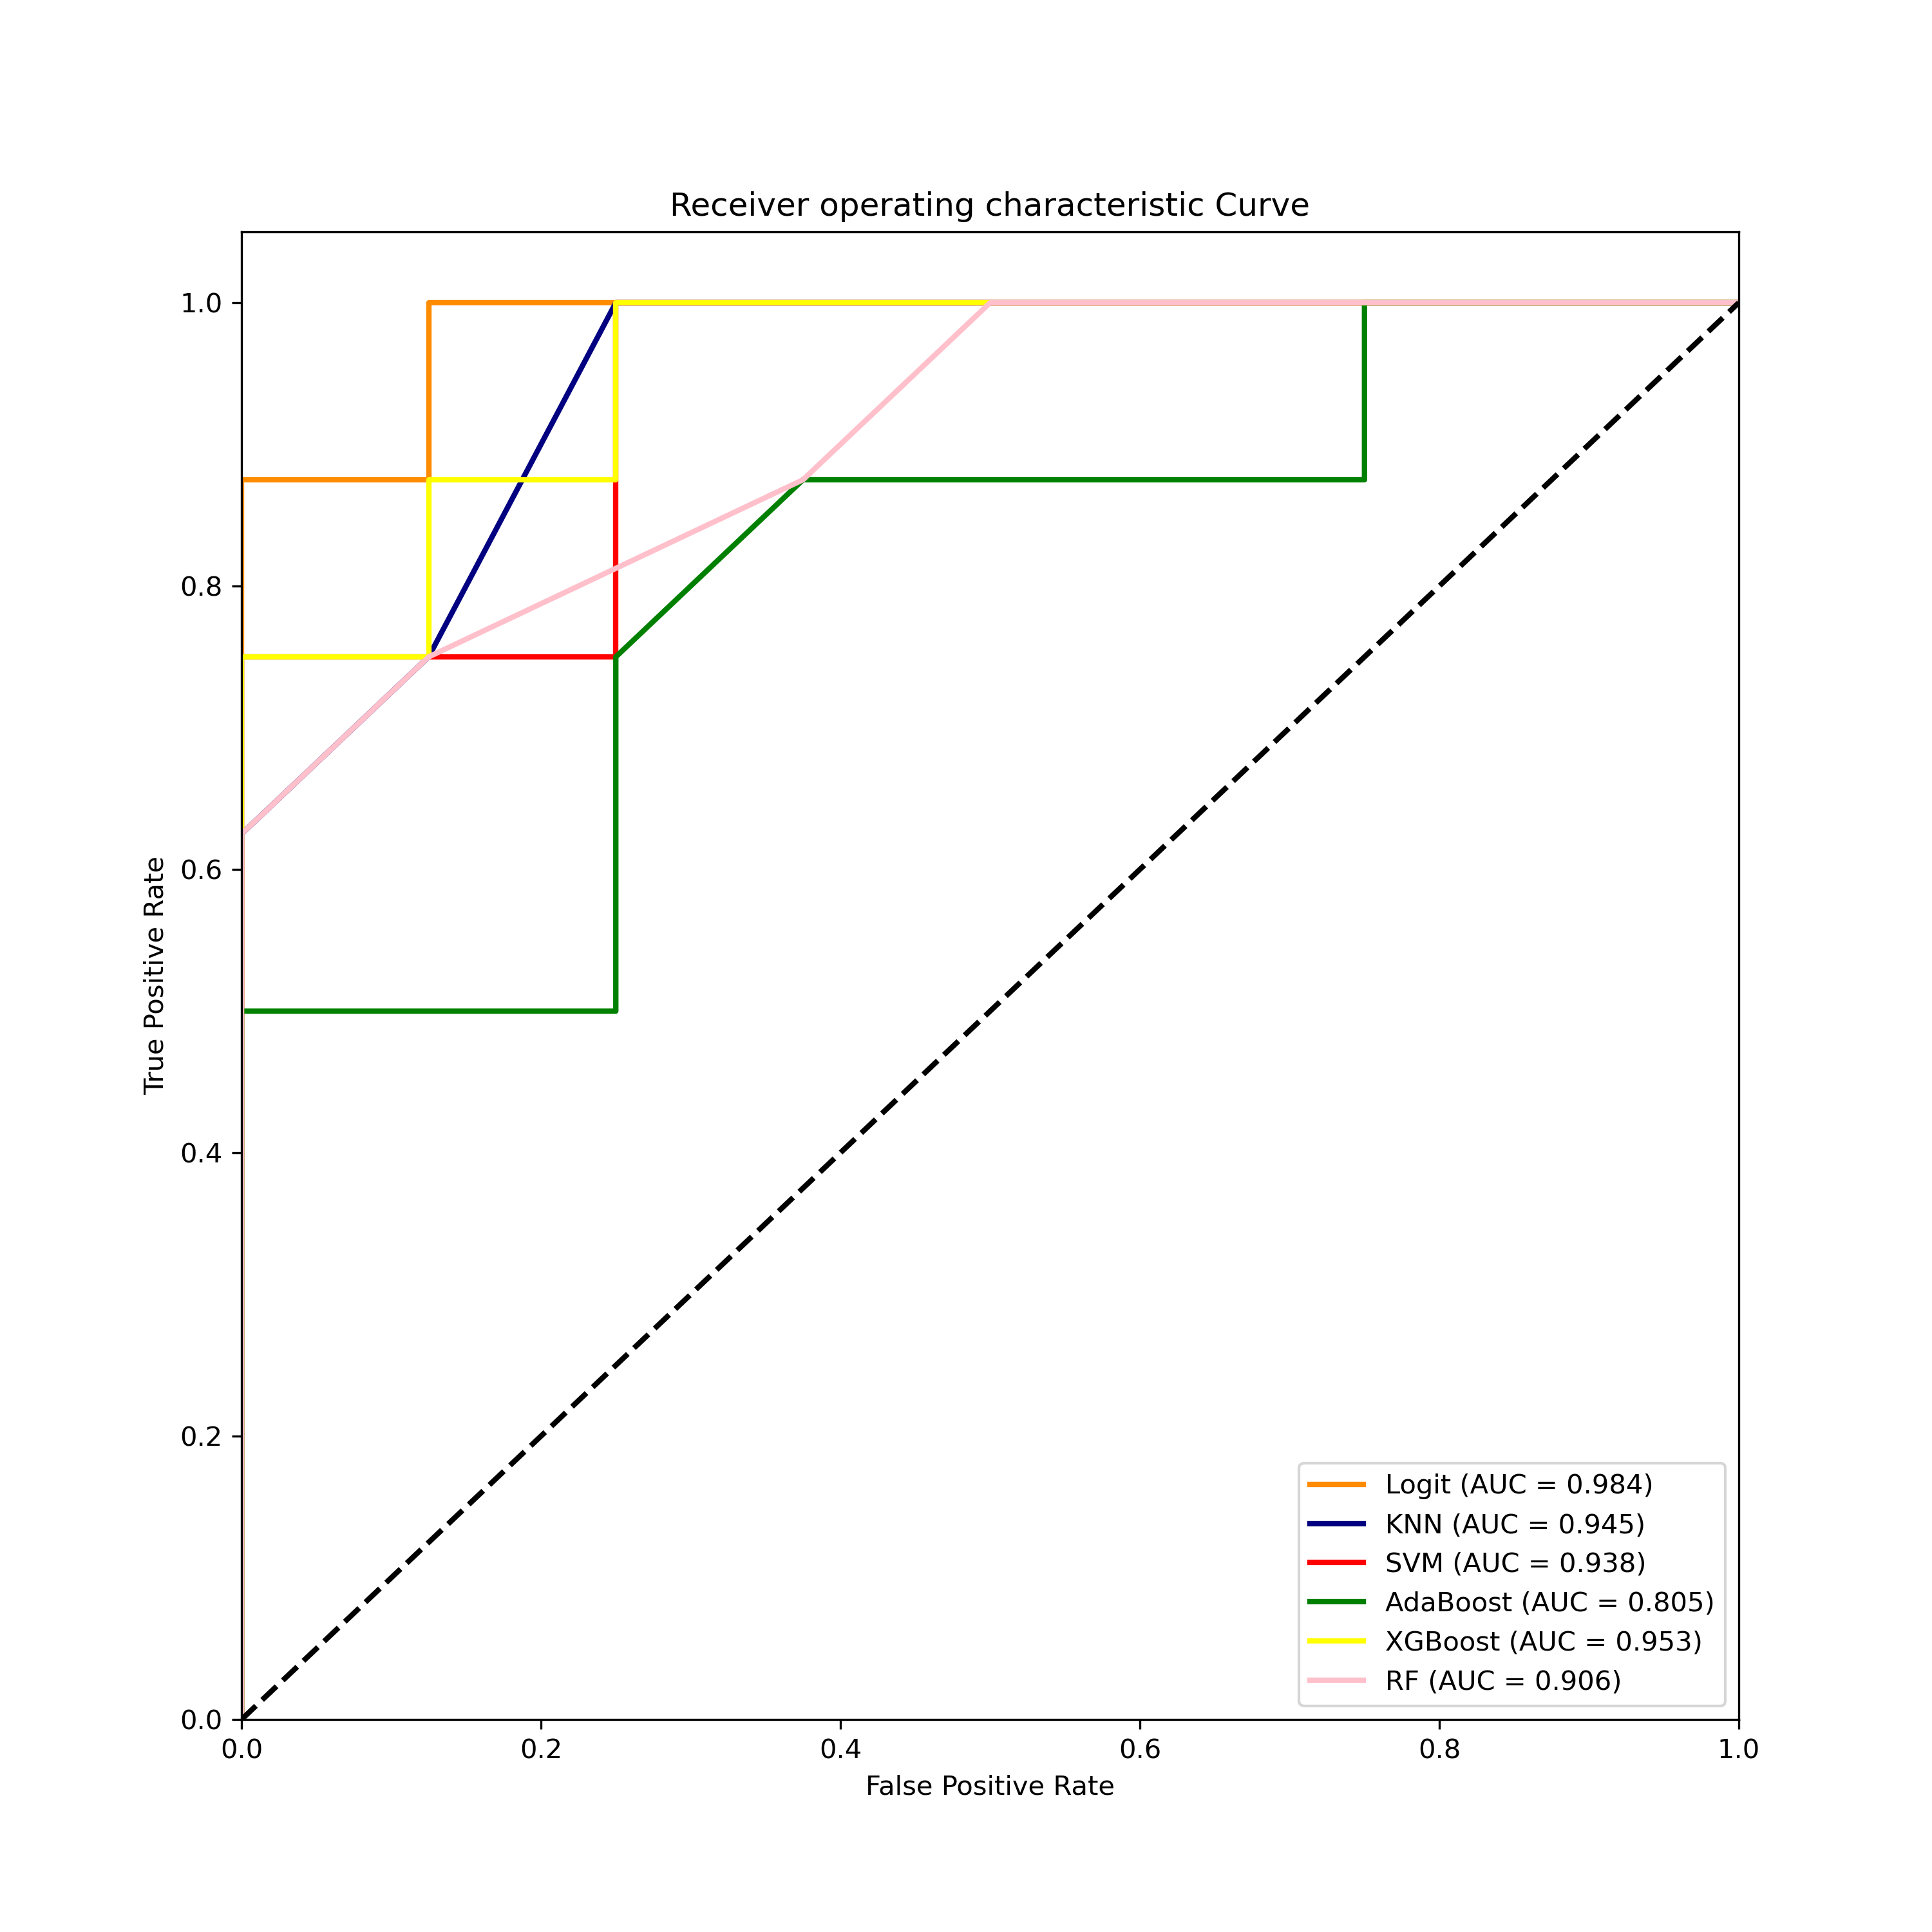 Receiver operating characteristic Curve
1.0
0.8
0.6
0.4
0.2
0.0
True Positive Rate
0.0 0.2 0.4 0.6 0.8 1.0
False Positive Rate
Logit (AUC = 0.984)
KNN (AUC = 0.945)
SVM (AUC = 0.938)
AdaBoost (AUC = 0.805)
XGBoost (AUC = 0.953)
RF (AUC = 0.906)